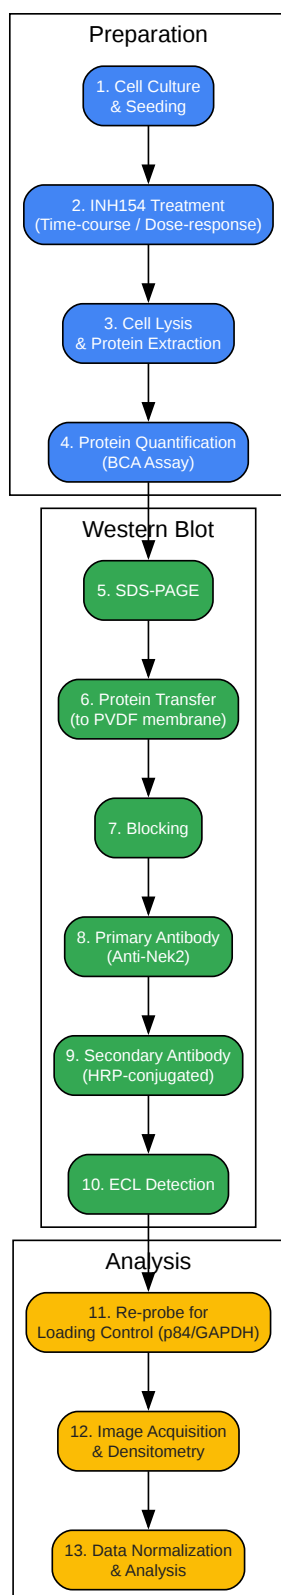 Preparation
1. Cell Culture
& Seeding
2. INH154 Treatment
(Time-course / Dose-response)
3. Cell Lysis
& Protein Extraction
4. Protein Quantification
(BCA Assay)
Western Blot
5. SDS-PAGE
6. Protein Transfer
(to PVDF membrane)
7. Blocking
8. Primary Antibody
(Anti-Nek2)
9. Secondary Antibody
(HRP-conjugated)
10. ECL Detection
Analysis
11. Re-probe for
Loading Control (p84/GAPDH)
12. Image Acquisition
& Densitometry
13. Data Normalization
& Analysis